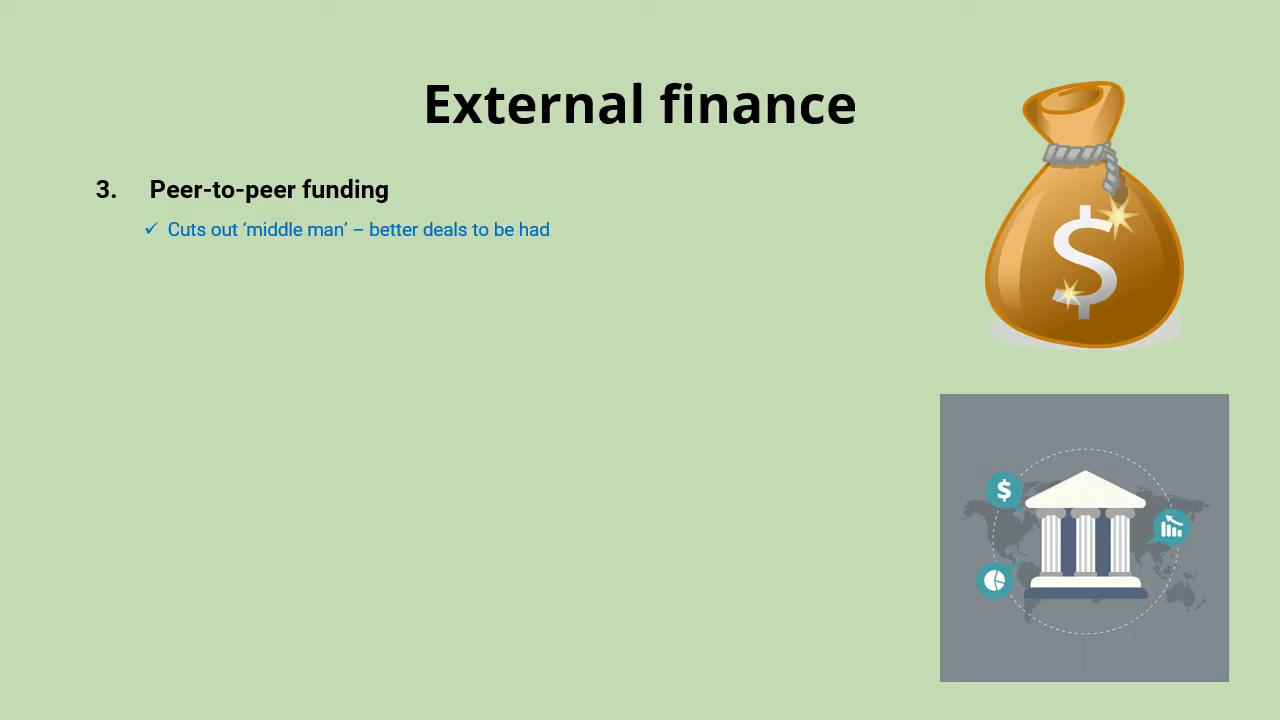 External finance
3. Peer-to-peer funding
✓ Cuts out ‘middle man’ – better deals to be had
$
$